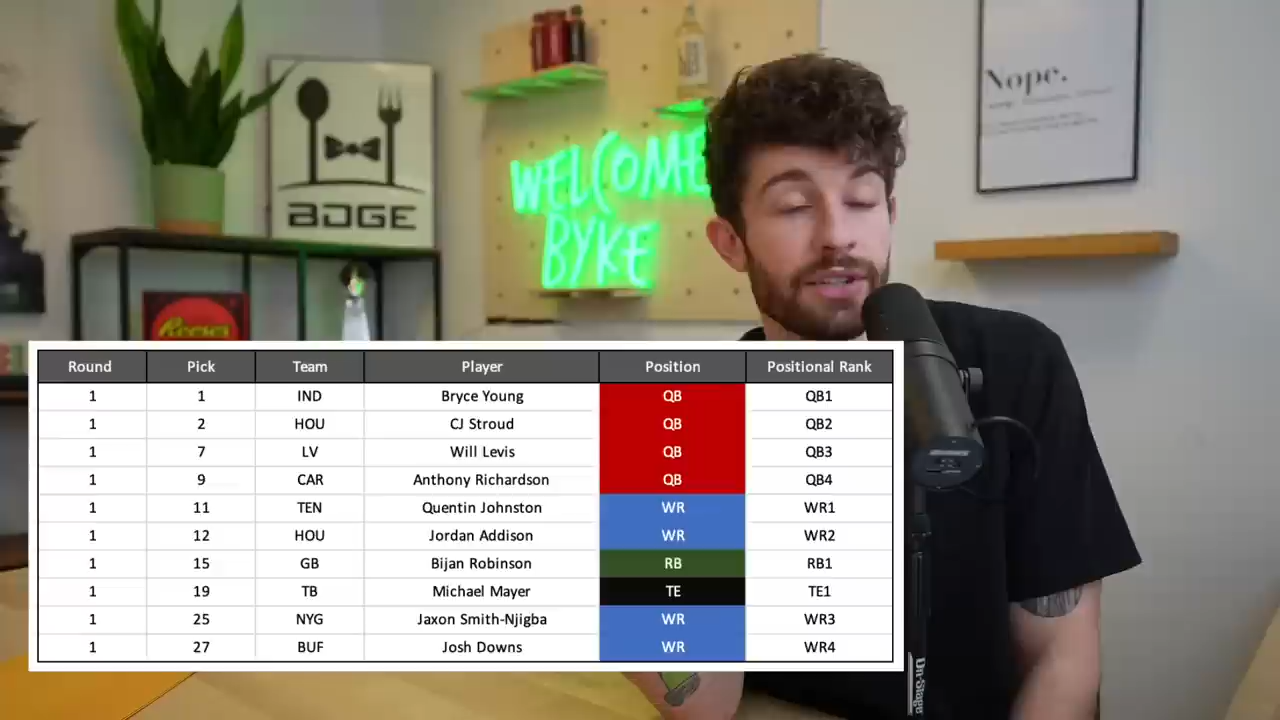 Nope.
WELCOME
BYKE
BDGE
Reese's
Round Pick Team Player Position Positional Rank
1 1 IND Bryce Young QB QB1
1 2 HOU CJ Stroud QB QB2
1 7 LV Will Levis QB QB3
1 9 CAR Anthony Richardson QB QB4
1 11 TEN Quentin Johnston WR WR1
1 12 HOU Jordan Addison WR WR2
1 15 GB Bijan Robinson RB RB1
1 19 TB Michael Mayer TE TE1
1 25 NYG Jaxon Smith-Njigba WR WR3
1 27 BUF Josh Downs WR WR4
On-Stage